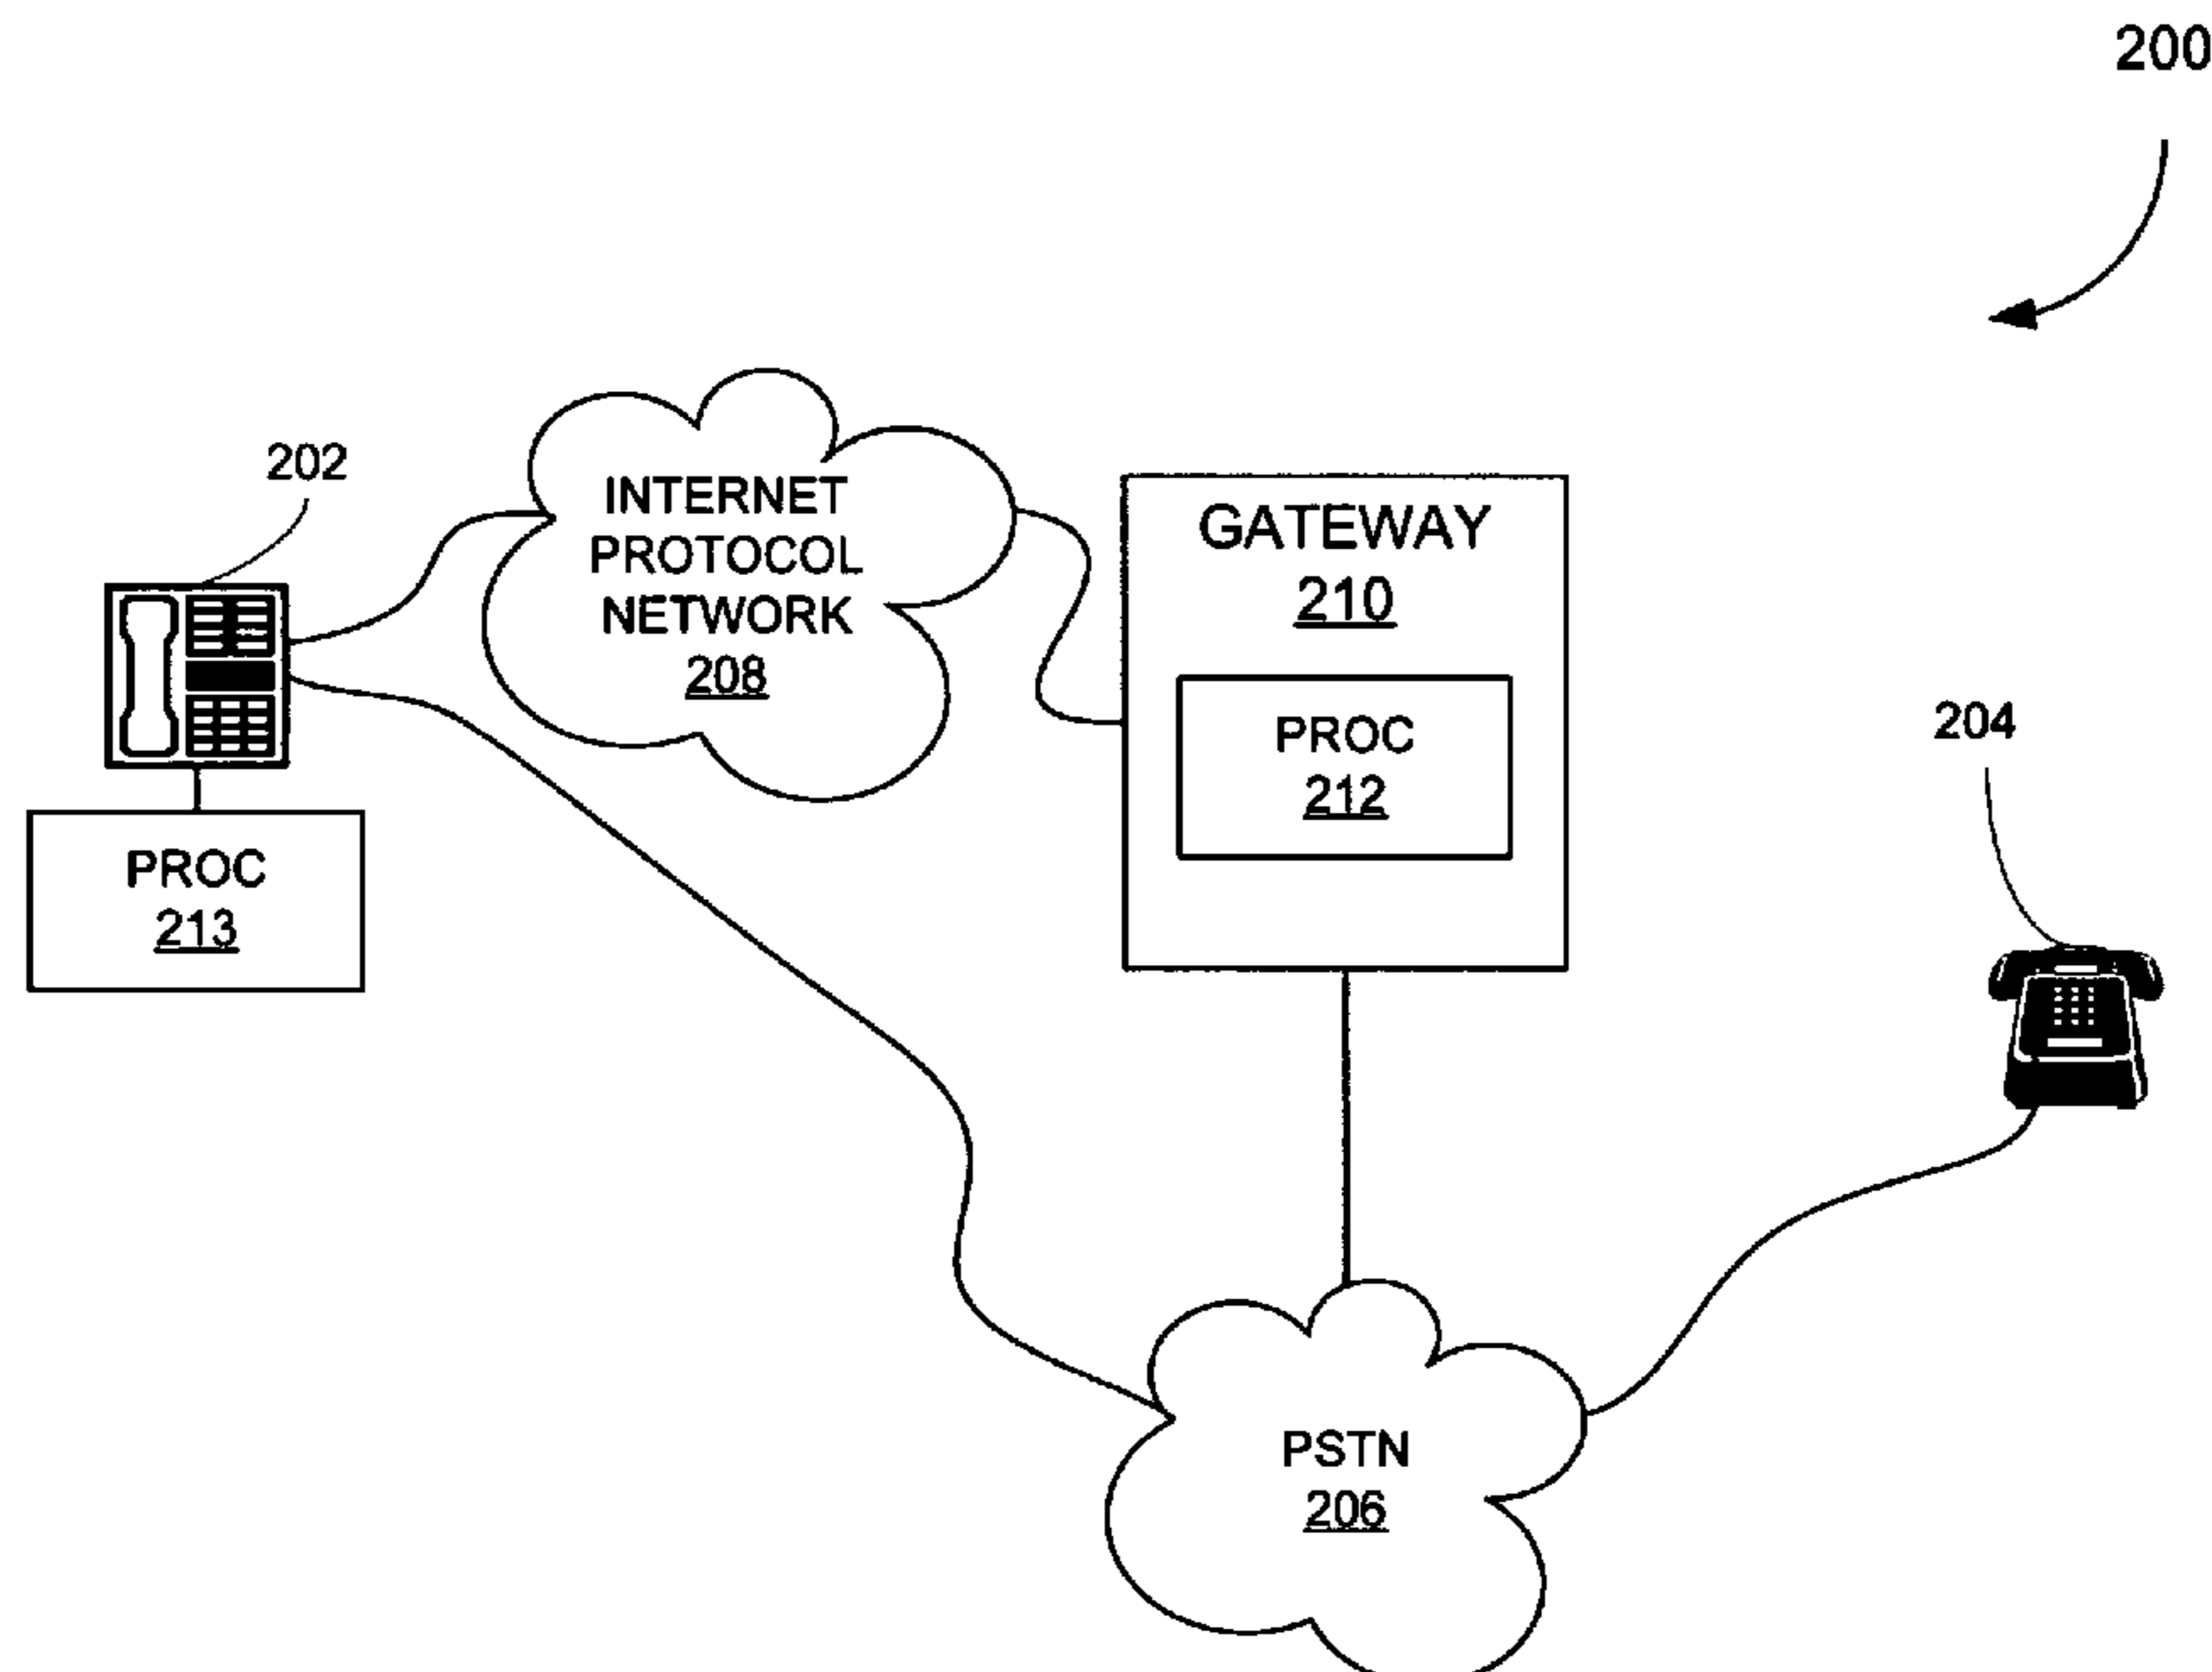 200
202
INTERNET
PROTOCOL
NETWORK
208
GATEWAY
210
PROC
212
204
PROC
213
PSTN
206